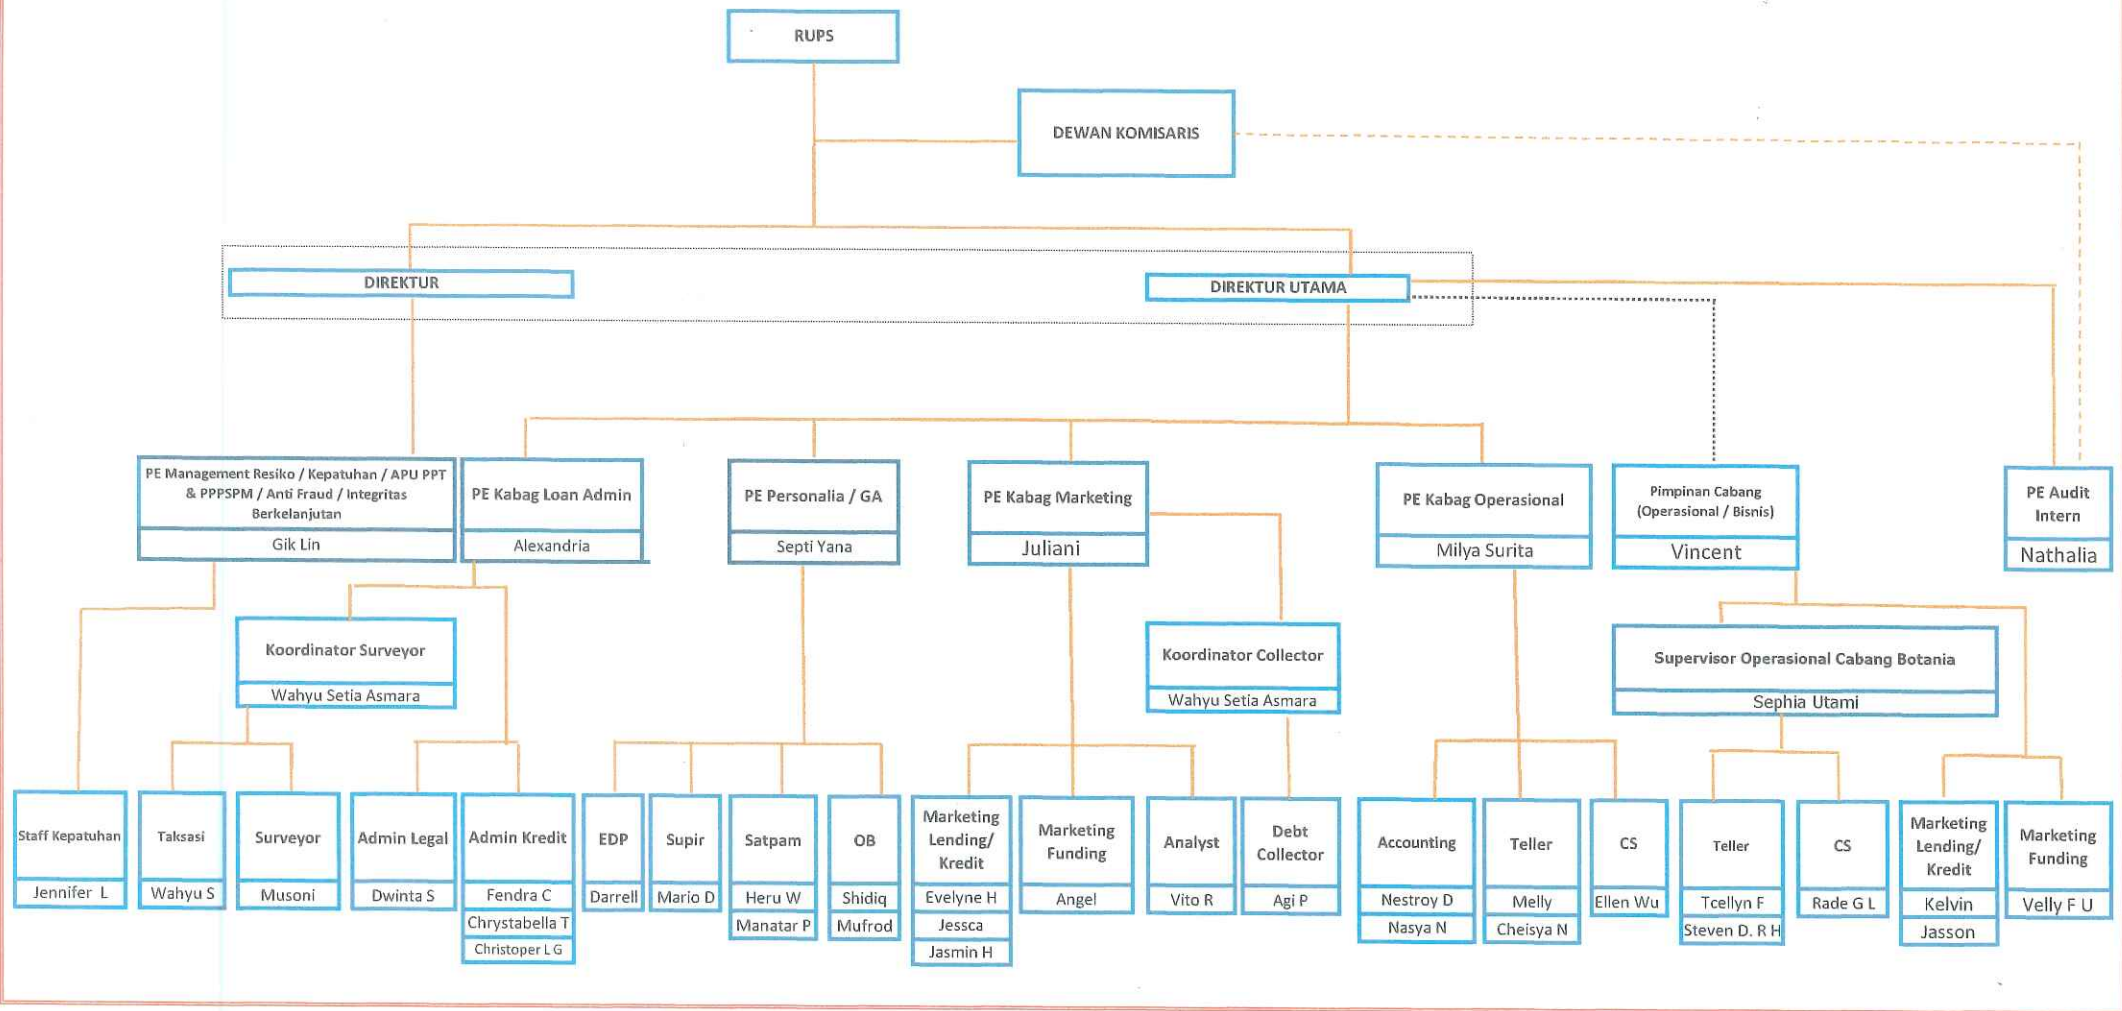 RUPS
DEWAN KOMISARIS
DIREKTUR
DIREKTUR UTAMA
PE Management Resiko / Kepatuhan / APU PPT
& PPPSPM / Anti Fraud / Integritas
Berkelanjutan
Gik Lin
PE Kabag Loan Admin
Alexandria
PE Personalia / GA
Septi Yana
PE Kabag Marketing
Juliani
PE Kabag Operasional
Milya Surita
Pimpinan Cabang
(Operasional / Bisnis)
Vincent
PE Audit
Intern
Nathalia
Koordinator Surveyor
Wahyu Setia Asmara
Koordinator Collector
Wahyu Setia Asmara
Supervisor Operasional Cabang Botania
Sephia Utami
Staff Kepatuhan
Jennifer L
Taksasi
Wahyu S
Surveyor
Musoni
Admin Legal
Dwinta S
Admin Kredit
Fendra C
Chrystabella T
Christoper L G
EDP
Darrell
Supir
Mario D
Satpam
Heru W
Manatar P
OB
Shidiq
Mufrod
Marketing
Lending/
Kredit
Evelyne H
Jessca
Jasmin H
Marketing
Funding
Angel
Analyst
Vito R
Debt
Collector
Agi P
Accounting
Nestroy D
Nasya N
Teller
Melly
Cheisya N
CS
Ellen Wu
Teller
Tcellyn F
Steven D. R H
CS
Rade G L
Marketing
Lending/
Kredit
Kelvin
Jasson
Marketing
Funding
Velly F U